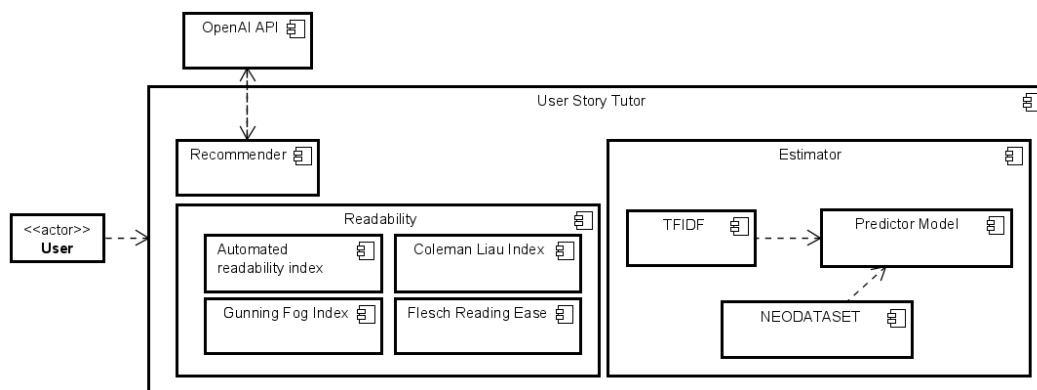 OpenAI API
User Story Tutor
Recommender
Estimator
<<actor>>
User
Readability
Automated
readability index
Coleman Liau Index
Gunning Fog Index
Flesch Reading Ease
TFIDF
Predictor Model
NEODATASET